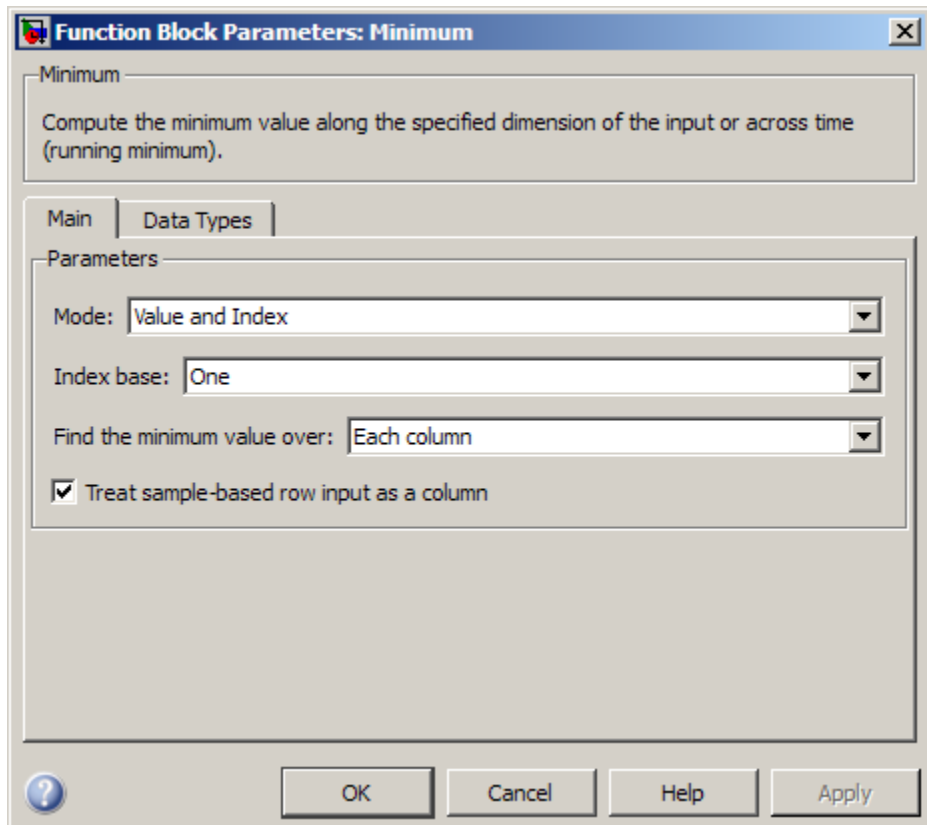 Function Block Parameters: Minimum
Minimum
Compute the minimum value along the specified dimension of the input or across time
(running minimum).
Main
Data Types
Parameters
Mode: Value and Index
Index base: One
Find the minimum value over: Each column
Treat sample-based row input as a column
? OK Cancel Help Apply